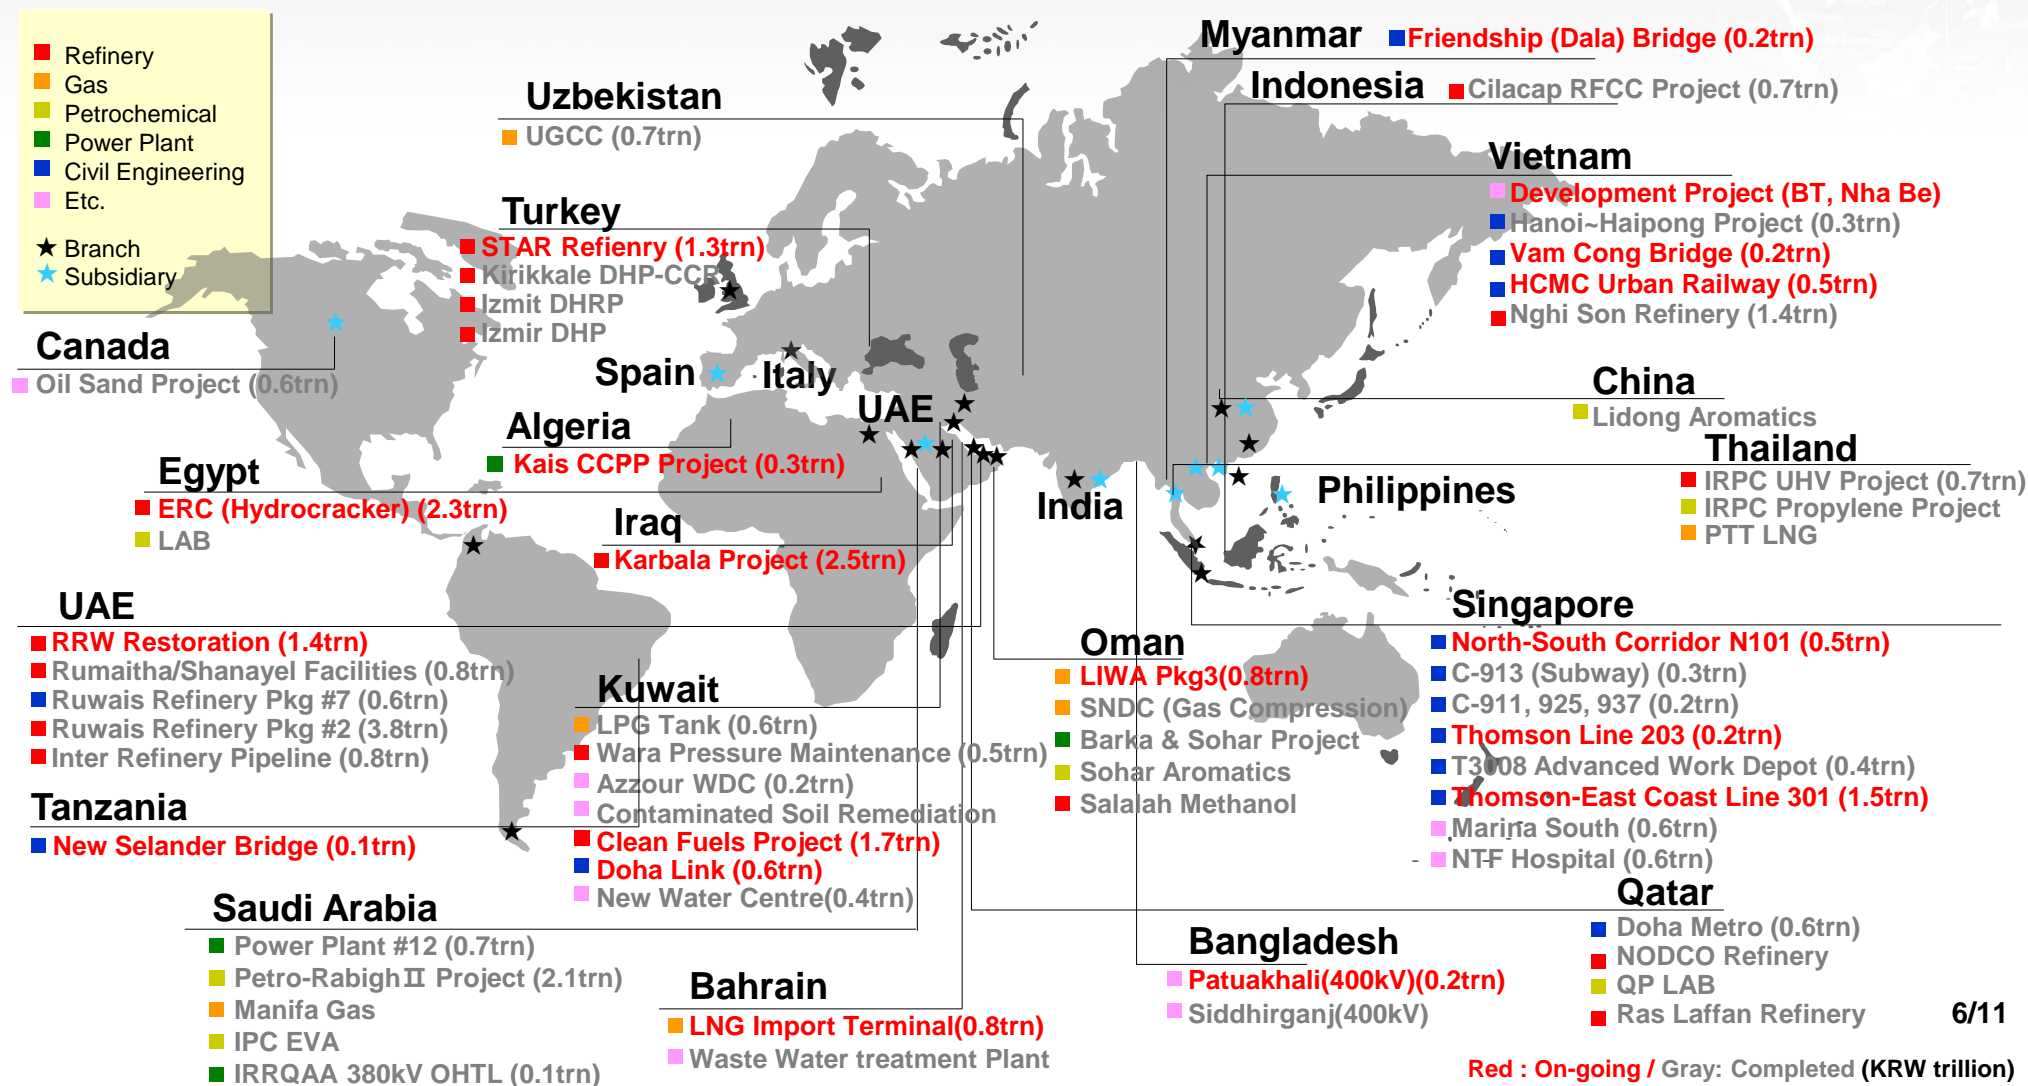 Refinery
Gas
Petrochemical
Power Plant
Civil Engineering
Etc.
Branch
Subsidiary
Myanmar
Friendship (Dala) Bridge (0.2trn)
Indonesia
Cilacap RFCC Project (0.7trn)
Uzbekistan
UGCC (0.7trn)
Vietnam
Development Project (BT, Nha Be)
Hanoi~Haipong Project (0.3trn)
Vam Cong Bridge (0.2trn)
HCMC Urban Railway (0.5trn)
Nghi Son Refinery (1.4trn)
Turkey
STAR Refienry (1.3trn)
Kirikkale DHP-CCR
Izmit DHRP
Izmir DHP
Canada
Oil Sand Project (0.6trn)
Spain
Italy
UAE
China
Lidong Aromatics
Algeria
Kais CCPP Project (0.3trn)
Thailand
IRPC UHV Project (0.7trn)
IRPC Propylene Project
PTT LNG
Egypt
ERC (Hydrocracker) (2.3trn)
LAB
India
Philippines
Iraq
Karbala Project (2.5trn)
UAE
RRW Restoration (1.4trn)
Rumaitha/Shanayel Facilities (0.8trn)
Ruwais Refinery Pkg #7 (0.6trn)
Ruwais Refinery Pkg #2 (3.8trn)
Inter Refinery Pipeline (0.8trn)
Kuwait
LPG Tank (0.6trn)
Wara Pressure Maintenance (0.5trn)
Azzour WDC (0.2trn)
Contaminated Soil Remediation
Clean Fuels Project (1.7trn)
Doha Link (0.6trn)
New Water Centre(0.4trn)
Oman
LIWA Pkg3(0.8trn)
SNDC (Gas Compression)
Barka & Sohar Project
Sohar Aromatics
Salalah Methanol
Singapore
North-South Corridor N101 (0.5trn)
C-913 (Subway) (0.3trn)
C-911, 925, 937 (0.2trn)
Thomson Line 203 (0.2trn)
T3008 Advanced Work Depot (0.4trn)
Thomson-East Coast Line 301 (1.5trn)
Marina South (0.6trn)
NTF Hospital (0.6trn)
Tanzania
New Selander Bridge (0.1trn)
Saudi Arabia
Power Plant #12 (0.7trn)
Petro-RabighⅡ Project (2.1trn)
Manifa Gas
IPC EVA
IRRQAA 380kV OHTL (0.1trn)
Bahrain
LNG Import Terminal(0.8trn)
Waste Water treatment Plant
Bangladesh
Patuakhali(400kV)(0.2trn)
Siddhirganj(400kV)
Qatar
Doha Metro (0.6trn)
NODCO Refinery
QP LAB
Ras Laffan Refinery
6/11
Red : On-going / Gray: Completed (KRW trillion)